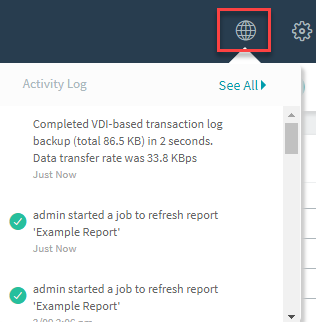 Activity Log
See All
Completed VDI-based transaction log
backup (total 86.5 KB) in 2 seconds.
Data transfer rate was 33.8 KBps
Just Now
admin started a job to refresh report
'Example Report'
Just Now
admin started a job to refresh report
'Example Report'